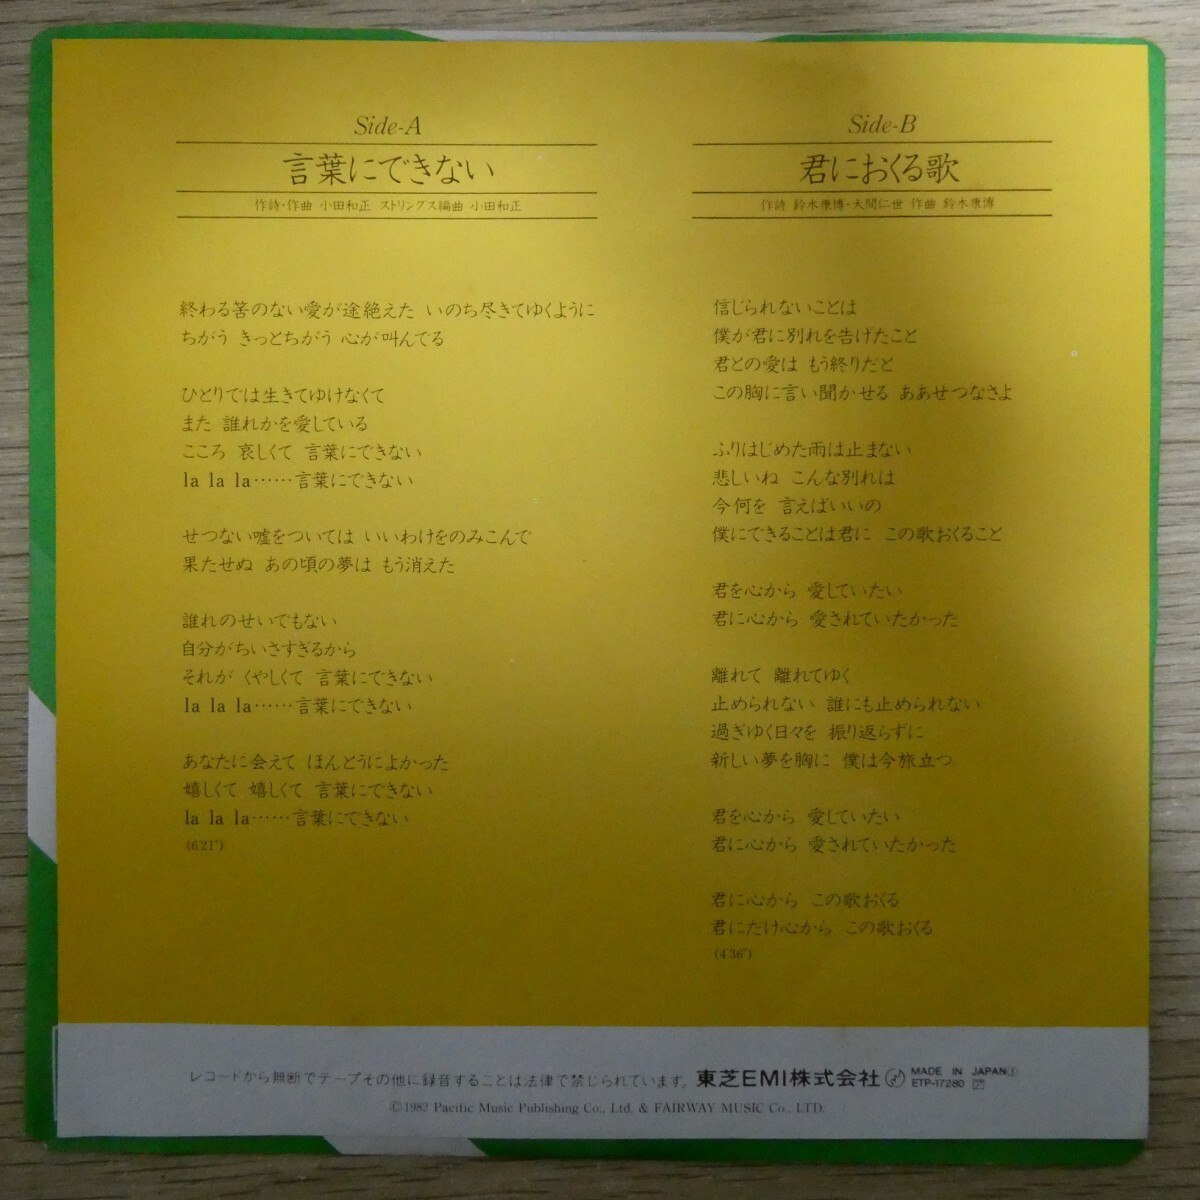 Side-A
言葉にできない
作詩・作曲 小田和正 ストリングス編曲 小田和正
終わる筈のない愛が途絶えた いのち尽きてゆくように
ちがう きっとちがう 心が叫んでる
ひとりでは生きてゆけなくて
また 誰れかを愛している
こころ 哀しくて 言葉にできない
la la la……言葉にできない
せつない嘘をついては いいわけをのみこんで
果たせぬ あの頃の夢は もう消えた
誰れのせいでもない
自分がちいさすぎるから
それが くやしくて 言葉にできない
la la la……言葉にできない
あなたに会えて ほんとうによかった
嬉しくて 嬉しくて 言葉にできない
la la la……言葉にできない
(6'21")
Side-B
君におくる歌
作詩 鈴木康博・大間仁世 作曲 鈴木康博
信じられないことは
僕が君に別れを告げたこと
君との愛は もう終りだと
この胸に言い聞かせる ああせつなさよ
ふりはじめた雨は止まない
悲しいね こんな別れは
今何を 言えばいいの
僕にできることは君に この歌おくること
君を心から 愛していたい
君に心から 愛されていたかった
離れて 離れてゆく
止められない 誰にも止められない
過ぎゆく日々を 振り返らずに
新しい夢を胸に 僕は今旅立つ
君を心から 愛していたい
君に心から 愛されていたかった
君に心から この歌おくる
君にだけ心から この歌おくる
(4'36")
レコードから無断でテープその他に録音することは法律で禁じられています。 東芝EMI株式会社 MADE IN JAPAN
ETP-17280
©1982 Pacific Music Publishing Co., Ltd. & FAIRWAY MUSIC Co., LTD.